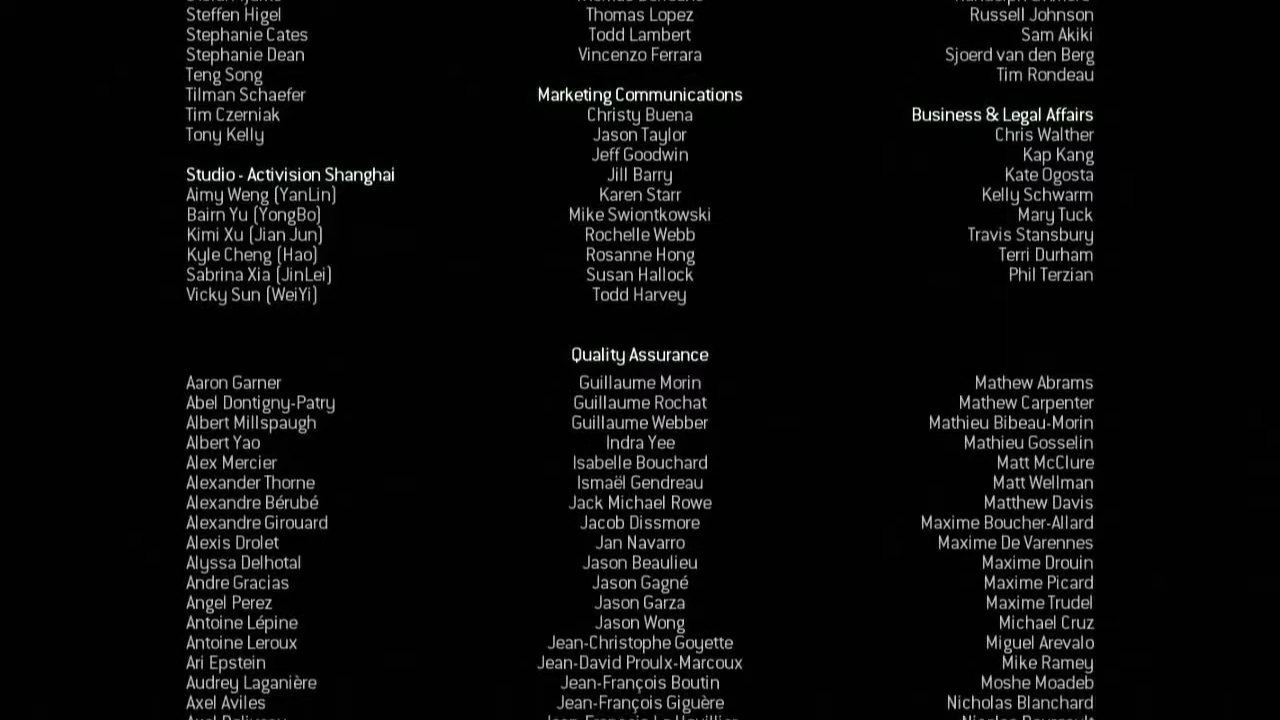 Steffen Higel
Stephanie Cates
Stephanie Dean
Teng Song
Tilman Schaefer
Tim Czerniak
Tony Kelly
Studio - Activision Shanghai
Aimy Weng (YanLin)
Bairn Yu (YongBo)
Kimi Xu (Jian Jun)
Kyle Cheng (Hao)
Sabrina Xia (JinLei)
Vicky Sun (WeiYi)
Thomas Lopez
Todd Lambert
Vincenzo Ferrara
Marketing Communications
Christy Buena
Jason Taylor
Jeff Goodwin
Jill Barry
Karen Starr
Mike Swiontkowski
Rochelle Webb
Rosanne Hong
Susan Hallock
Todd Harvey
Russell Johnson
Sam Akiki
Sjoerd van den Berg
Tim Rondeau
Business & Legal Affairs
Chris Walther
Kap Kang
Kate Ogosta
Kelly Schwarm
Mary Tuck
Travis Stansbury
Terri Durham
Phil Terzian
Quality Assurance
Aaron Garner
Abel Dontigny-Patry
Albert Millspaugh
Albert Yao
Alex Mercier
Alexander Thorne
Alexandre Bérubé
Alexandre Girouard
Alexis Drolet
Alyssa Delhotal
Andre Gracias
Angel Perez
Antoine Lépine
Antoine Leroux
Ari Epstein
Audrey Laganière
Axel Aviles
Guillaume Morin
Guillaume Rochat
Guillaume Webber
Indra Yee
Isabelle Bouchard
Ismaël Gendreau
Jack Michael Rowe
Jacob Dissmore
Jan Navarro
Jason Beaulieu
Jason Gagné
Jason Garza
Jason Wong
Jean-Christophe Goyette
Jean-David Proulx-Marcoux
Jean-François Boutin
Jean-François Giguère
Mathew Abrams
Mathew Carpenter
Mathieu Bibeau-Morin
Mathieu Gosselin
Matt McClure
Matt Wellman
Matthew Davis
Maxime Boucher-Allard
Maxime De Varennes
Maxime Drouin
Maxime Picard
Maxime Trudel
Michael Cruz
Miguel Arevalo
Mike Ramey
Moshe Moadeb
Nicholas Blanchard